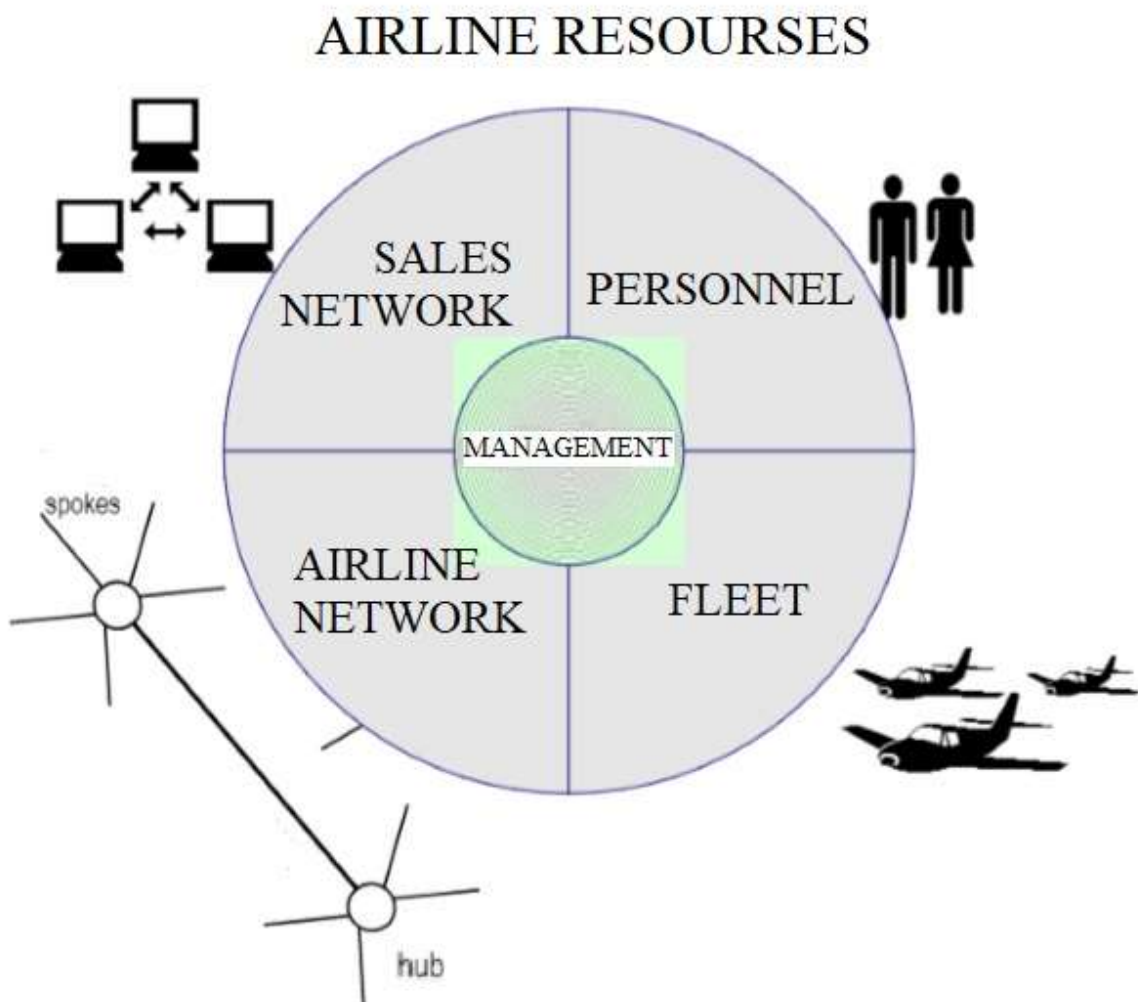 AIRLINE RESOURSES
SALES
NETWORK
PERSONNEL
MANAGEMENT
spokes
AIRLINE
NETWORK
FLEET
hub